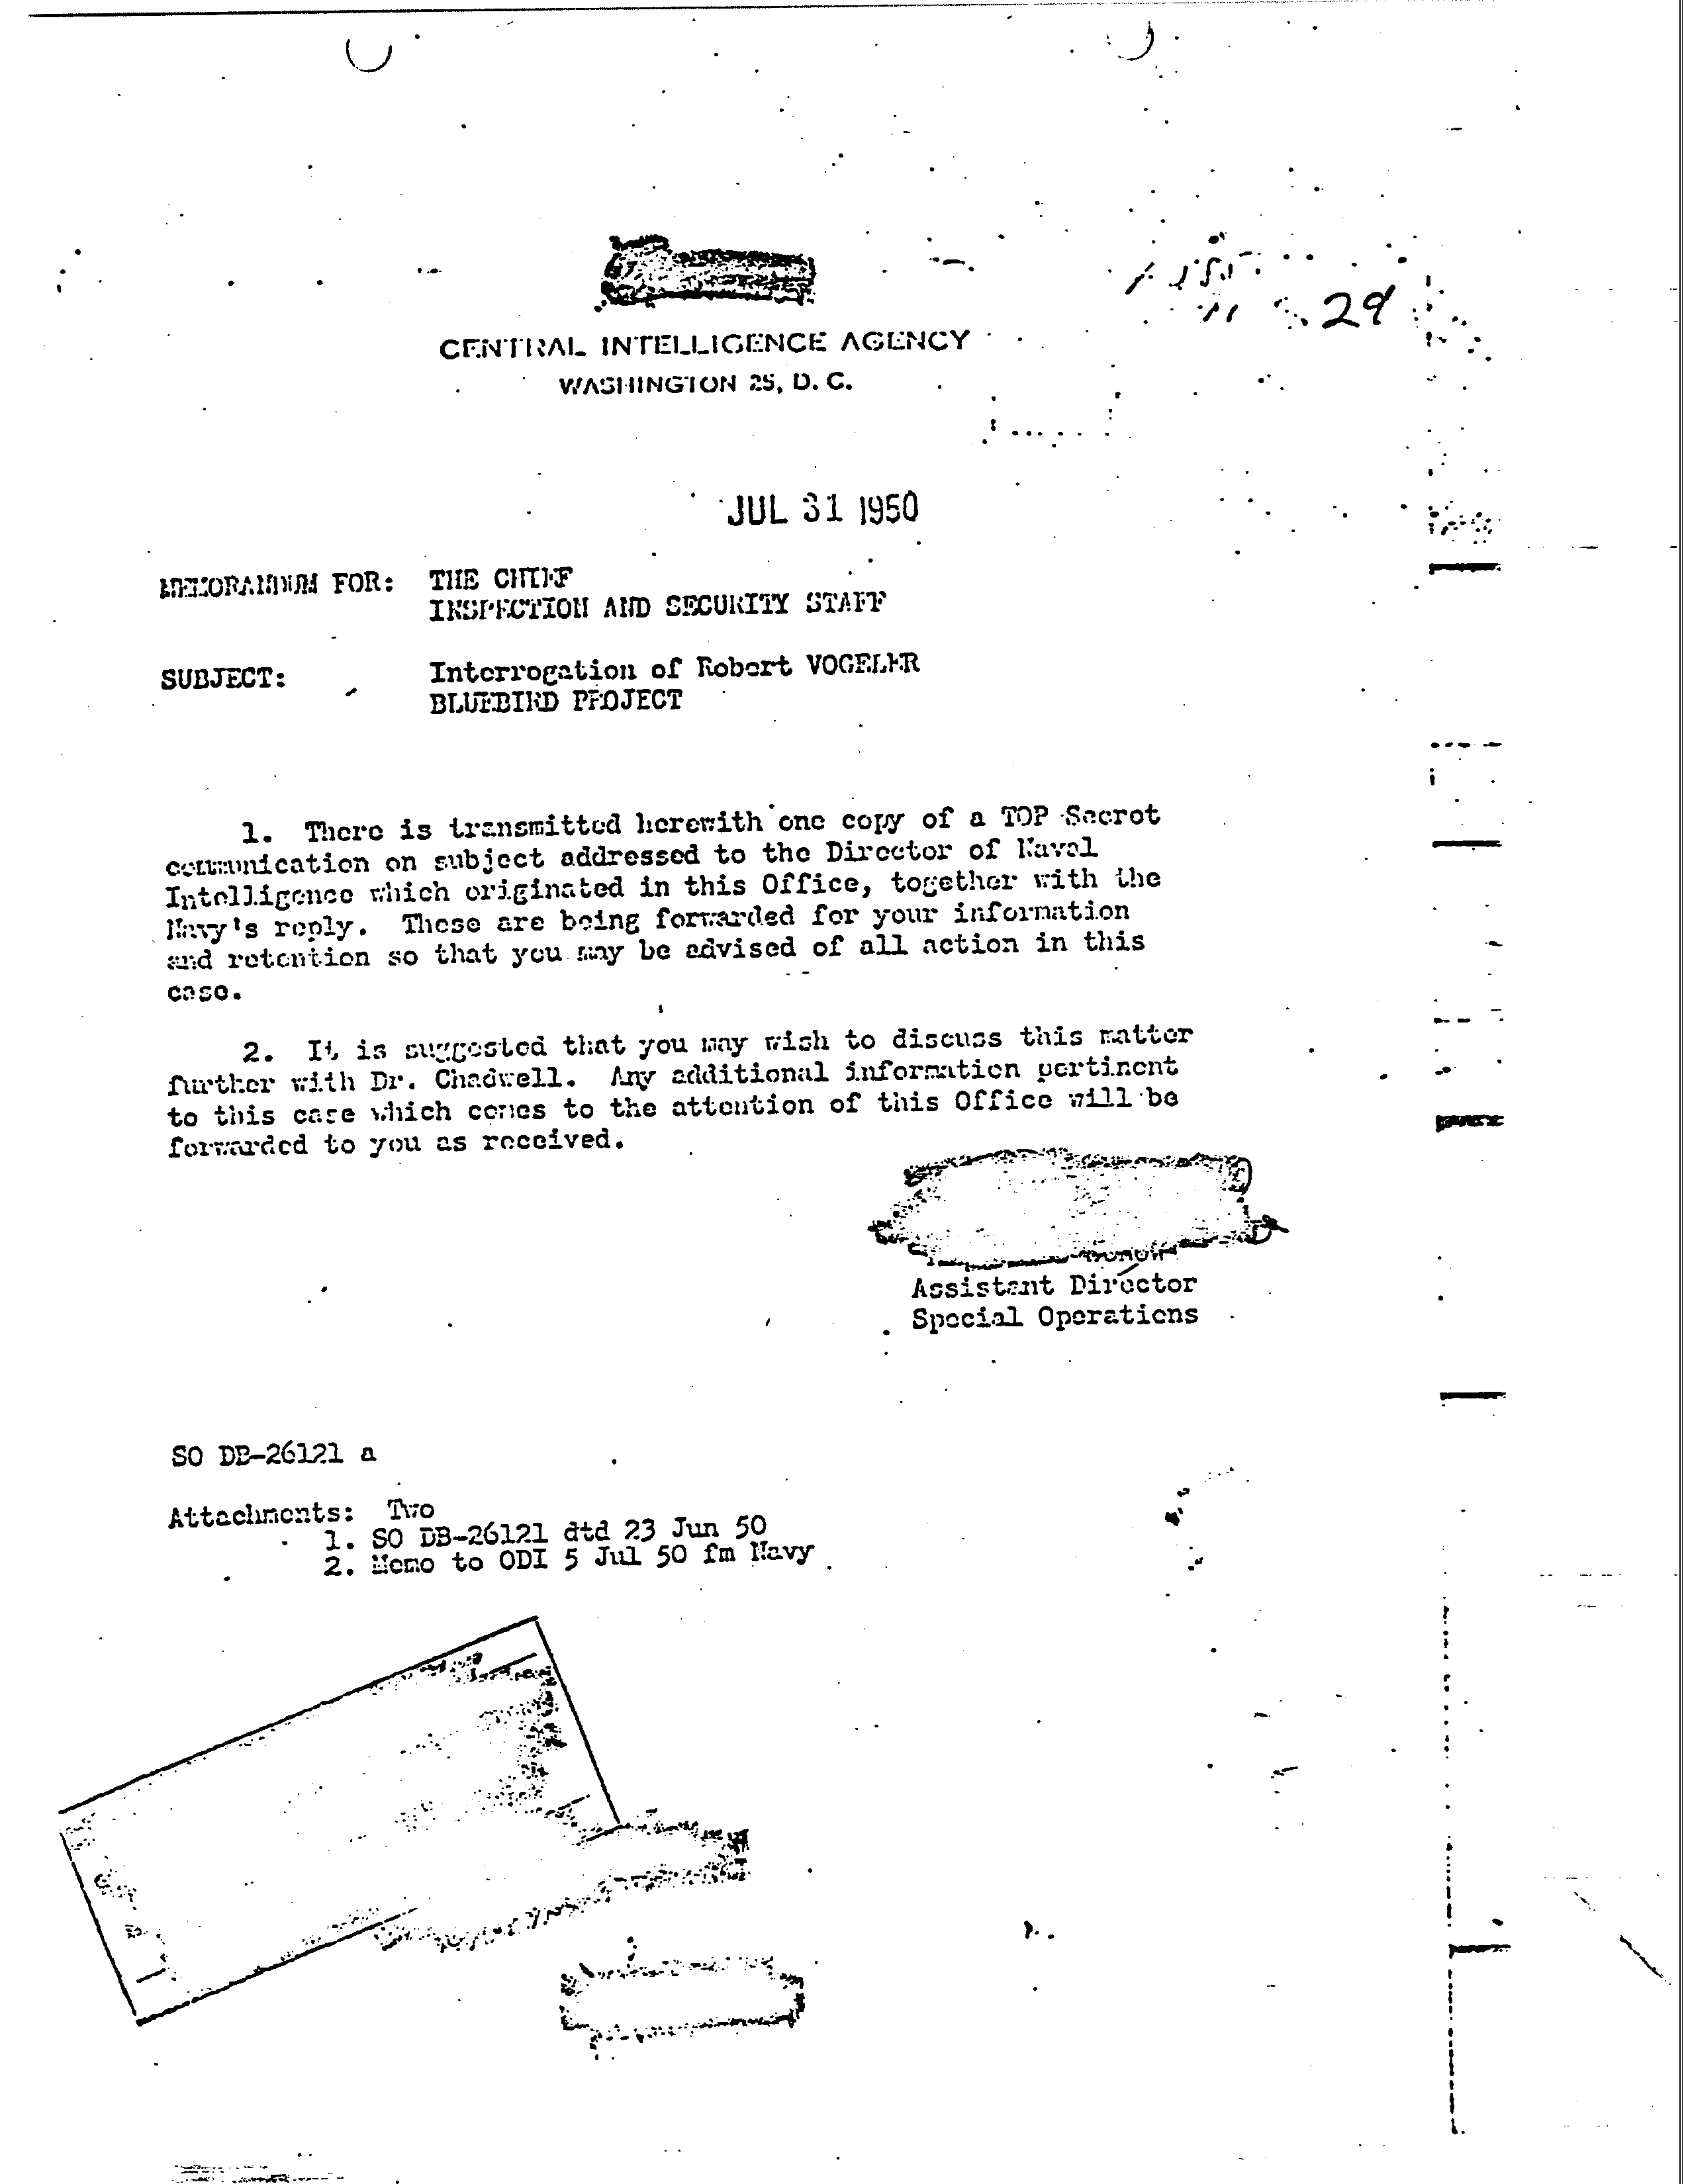 29
CENTRAL INTELLIGENCE AGENCY
WASHINGTON 25, D. C.
JUL 31 1950
MEMORANDUM FOR: THE CHIEF
INSPECTION AND SECURITY STAFF
SUBJECT: Interrogation of Robert VOGELER
BLUEBIRD PROJECT
1. There is transmitted herewith one copy of a TOP Secret
communication on subject addressed to the Director of Naval
Intelligence which originated in this Office, together with the
Navy's reply. These are being forwarded for your information
and retention so that you may be advised of all action in this
case.
2. It is suggested that you may wish to discuss this matter
further with Dr. Chadwell. Any additional information pertinent
to this case which comes to the attention of this Office will be
forwarded to you as received.
Assistant Director
Special Operations
SO DB-26121 a
Attachments: Two
1. SO DB-26121 dtd 23 Jun 50
2. Memo to ODI 5 Jul 50 fm Navy